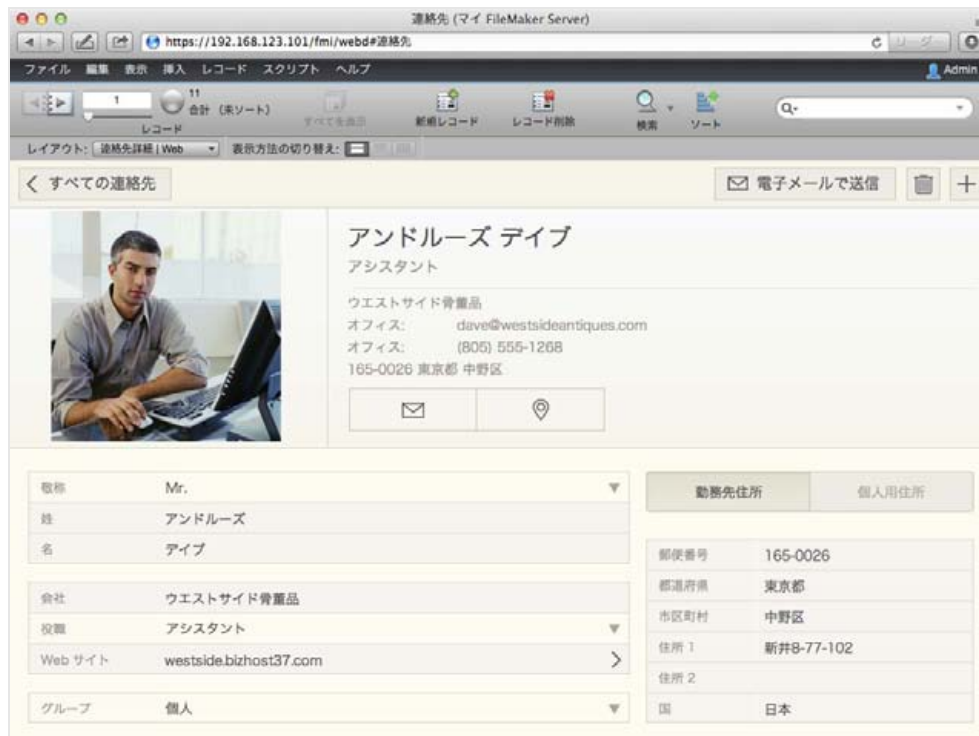 連絡先 (マイ FileMaker Server)
https://192.168.123.101/fmi/webd#連絡先
リーダー
ファイル 編集 表示 挿入 レコード スクリプト ヘルプ
Admin
1
11
合計 (未ソート)
レコード
すべてを表示
新規レコード
レコード削除
検索
ソート
レイアウト: 連絡先詳細 | Web
表示方法の切り替え:
すべての連絡先
電子メールで送信
アンドルーズ デイブ
アシスタント
ウエストサイド骨董品
オフィス: dave@westsideantiques.com
オフィス: (805) 555-1268
165-0026 東京都 中野区
敬称 Mr.
姓 アンドルーズ
名 デイブ
会社 ウエストサイド骨董品
役職 アシスタント
Web サイト westside.bizhost37.com
グループ 個人
勤務先住所 個人用住所
郵便番号 165-0026
都道府県 東京都
市区町村 中野区
住所 1 新井8-77-102
住所 2
国 日本